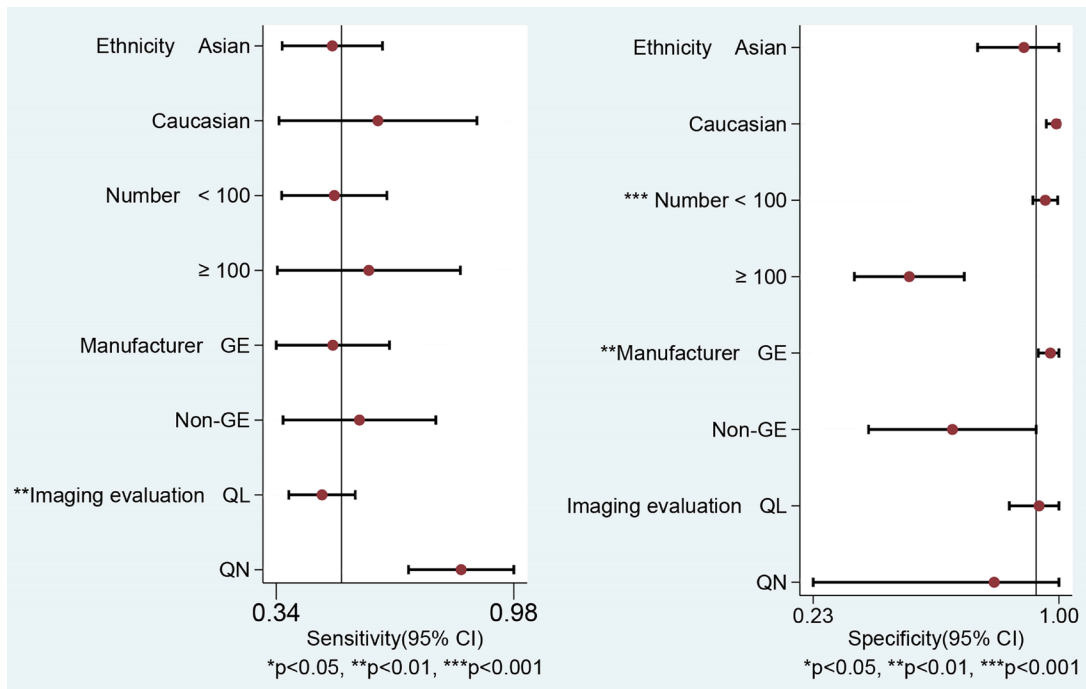 Ethnicity Asian
Caucasian
Number < 100
≥ 100
Manufacturer GE
Non-GE
**Imaging evaluation QL
QN
0.34 0.98
Sensitivity(95% CI)
*p<0.05, **p<0.01, ***p<0.001
Ethnicity Asian
Caucasian
*** Number < 100
≥ 100
**Manufacturer GE
Non-GE
Imaging evaluation QL
QN
0.23 1.00
Specificity(95% CI)
*p<0.05, **p<0.01, ***p<0.001